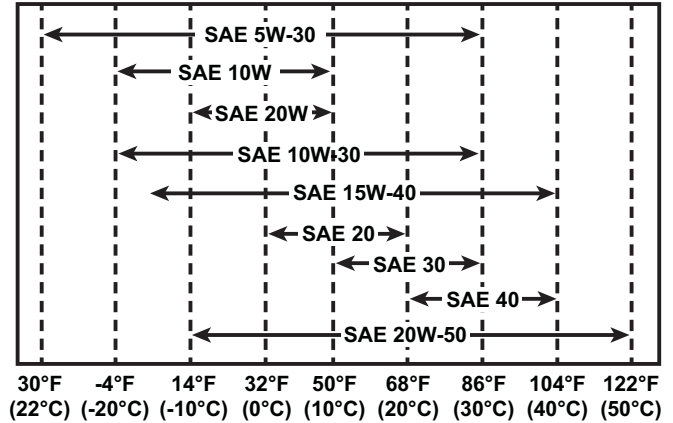 SAE 5W-30
SAE 10W
SAE 20W
SAE 10W-30
SAE 15W-40
SAE 20
SAE 30
SAE 40
SAE 20W-50
30°F -4°F 14°F 32°F 50°F 68°F 86°F 104°F 122°F
(22°C) (-20°C) (-10°C) (0°C) (10°C) (20°C) (30°C) (40°C) (50°C)